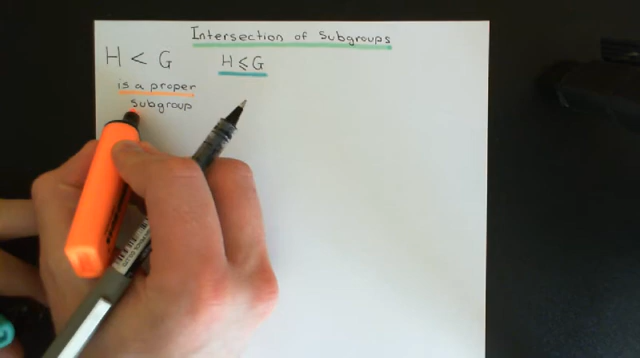 Intersection of Subgroups
H < G
H ≤ G
is a proper
subgroup